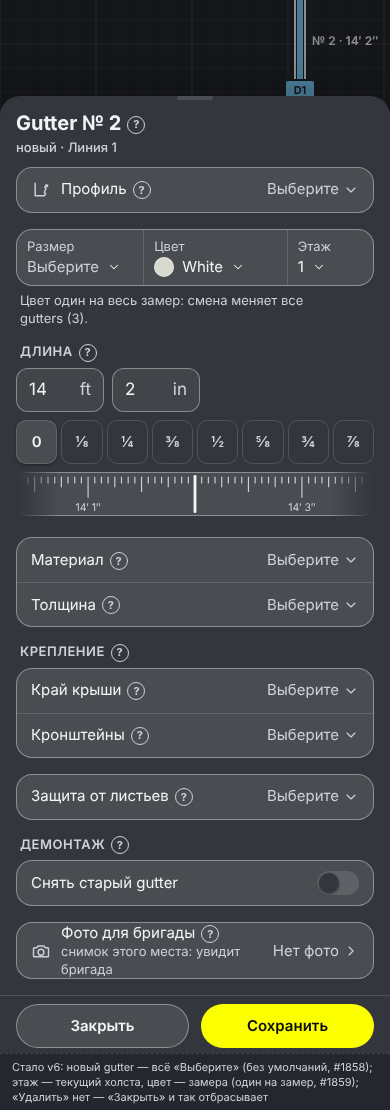 № 2 · 14′ 2″
D1
Gutter № 2 ?
новый · Линия 1
Профиль ? Выберите
Размер Цвет Этаж
Выберите White 1
Цвет один на весь замер: смена меняет все
gutters (3).
ДЛИНА ?
14 ft 2 in
0 ⅛ ¼ ⅜ ½ ⅝ ¾ ⅞
14′ 1″ 14′ 3″
Материал ? Выберите
Толщина ? Выберите
КРЕПЛЕНИЕ ?
Край крыши ? Выберите
Кронштейны ? Выберите
Защита от листьев ? Выберите
ДЕМОНТАЖ ?
Снять старый gutter
Фото для бригады ?
снимок этого места: увидит
бригада
Нет фото
Закрыть Сохранить
Стало v6: новый gutter — всё «Выберите» (без умолчаний, #1858);
этаж — текущий холста, цвет — замера (один на замер, #1859);
«Удалить» нет — «Закрыть» и так отбрасывает